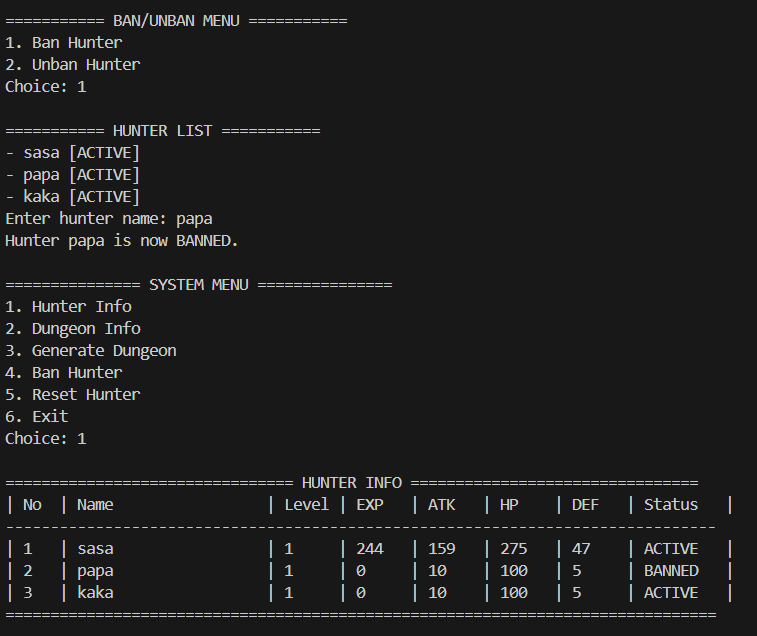 =========== BAN/UNBAN MENU ===========
1. Ban Hunter
2. Unban Hunter
Choice: 1

=========== HUNTER LIST ===========
- sasa [ACTIVE]
- papa [ACTIVE]
- kaka [ACTIVE]
Enter hunter name: papa
Hunter papa is now BANNED.

=============== SYSTEM MENU ===============
1. Hunter Info
2. Dungeon Info
3. Generate Dungeon
4. Ban Hunter
5. Reset Hunter
6. Exit
Choice: 1

================================ HUNTER INFO ================================
| No  | Name                 | Level | EXP   | ATK   | HP    | DEF   | Status   |
-------------------------------------------------------------------------------
| 1   | sasa                 | 1     | 244   | 159   | 275   | 47    | ACTIVE   |
| 2   | papa                 | 1     | 0     | 10    | 100   | 5     | BANNED   |
| 3   | kaka                 | 1     | 0     | 10    | 100   | 5     | ACTIVE   |
===============================================================================